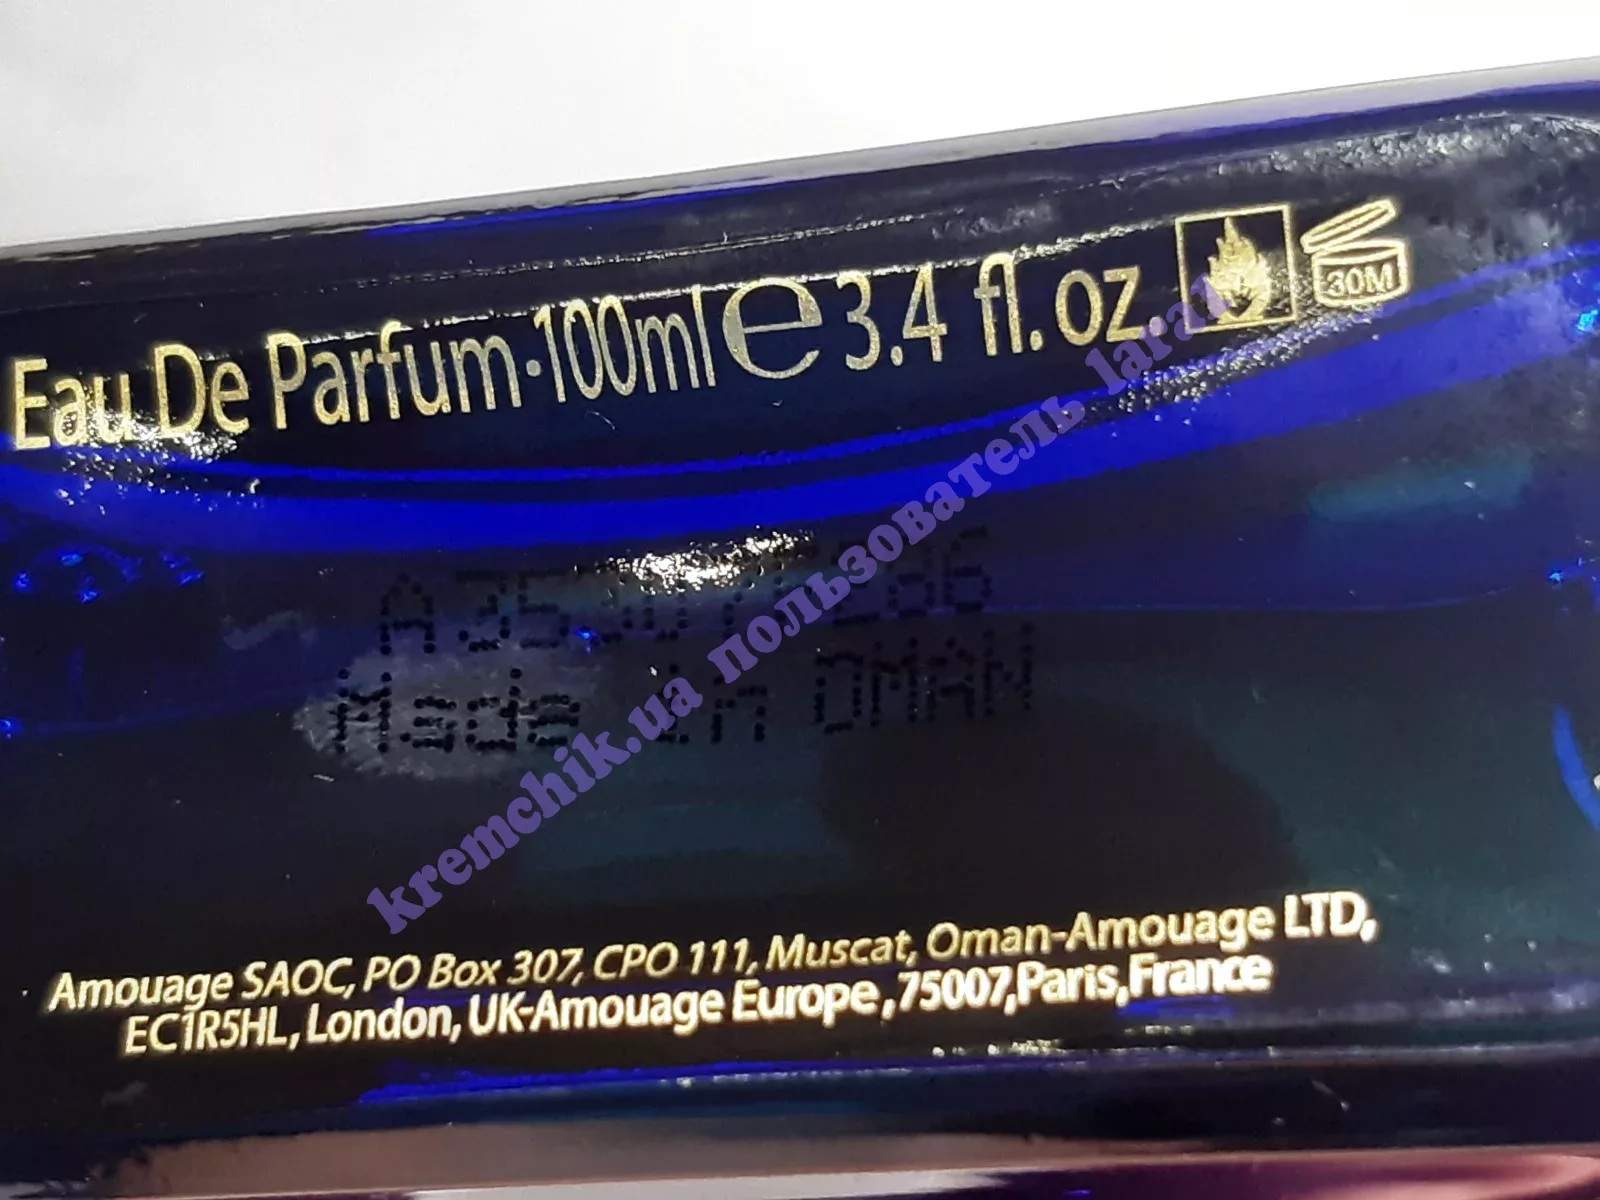 Eau De Parfum·100ml e 3.4 fl. oz.
30M
Made in OMAN
Amouage SAOC, PO Box 307, CPO 111, Muscat, Oman-Amouage LTD,
EC1R5HL, London, UK-Amouage Europe ,75007,Paris,France
kremchik.ua пользователь